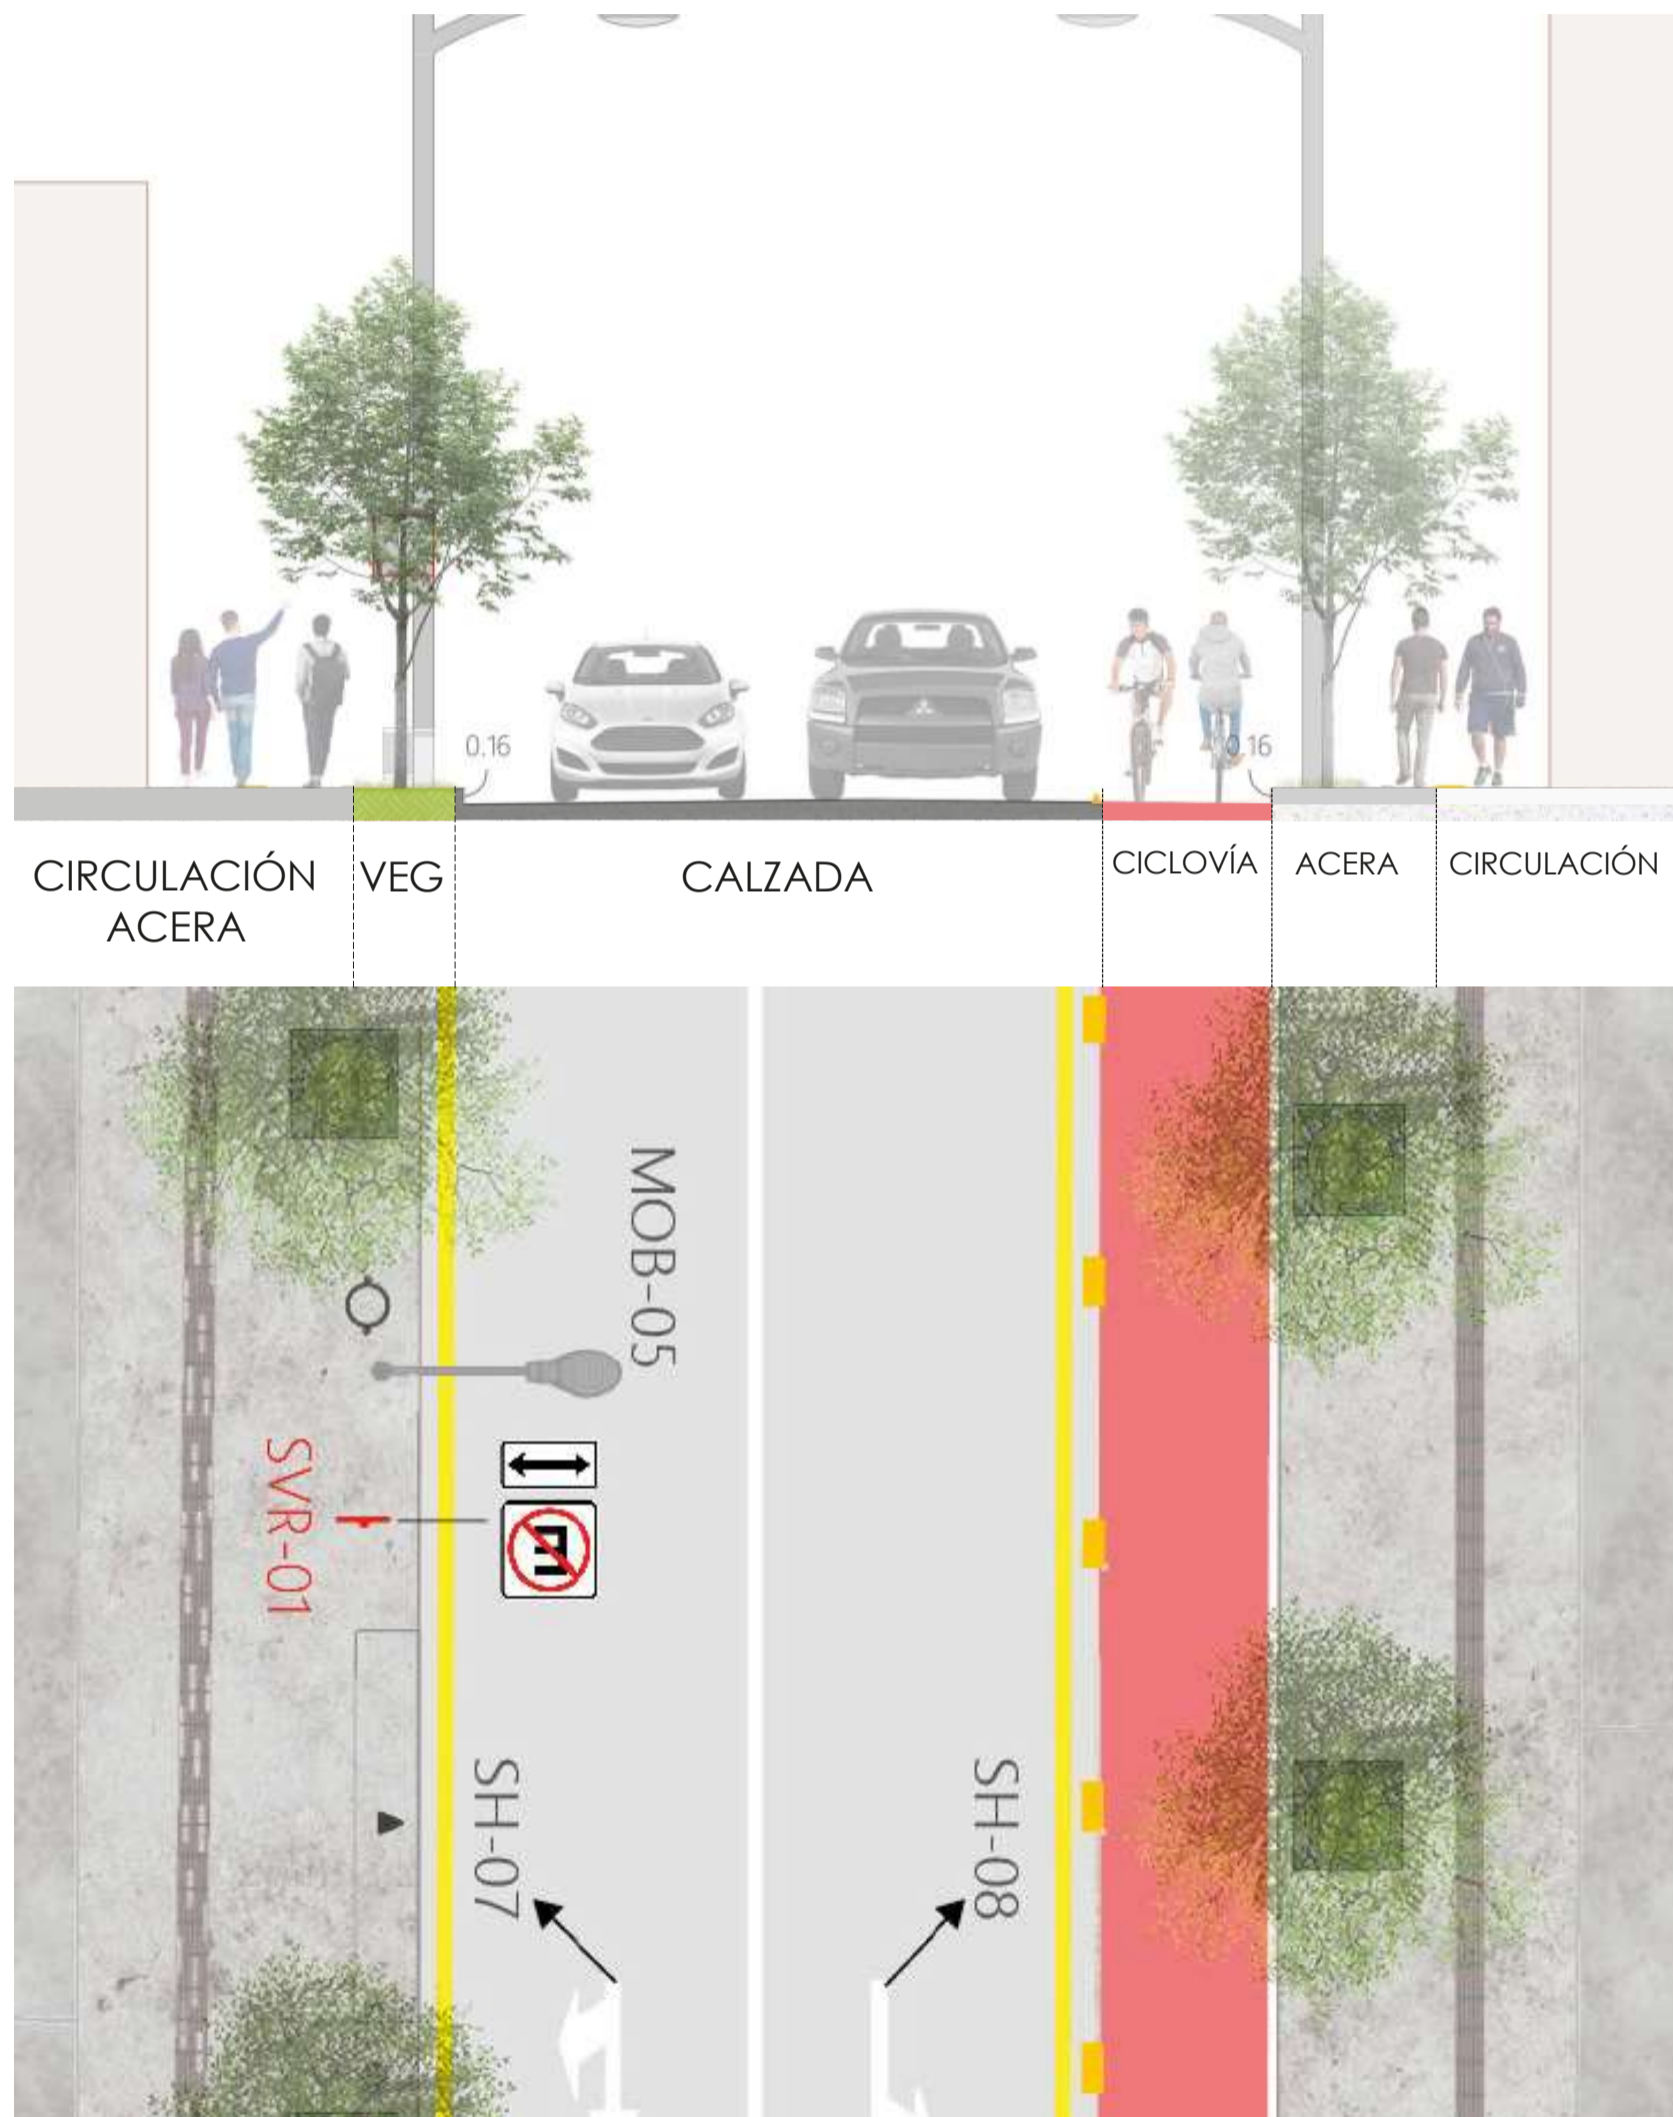 0.16
0.16
CIRCULACIÓN
ACERA
VEG
CALZADA
CICLOVÍA
ACERA
CIRCULACIÓN
MOB-05
SVR-01
E
SH-07
SH-08